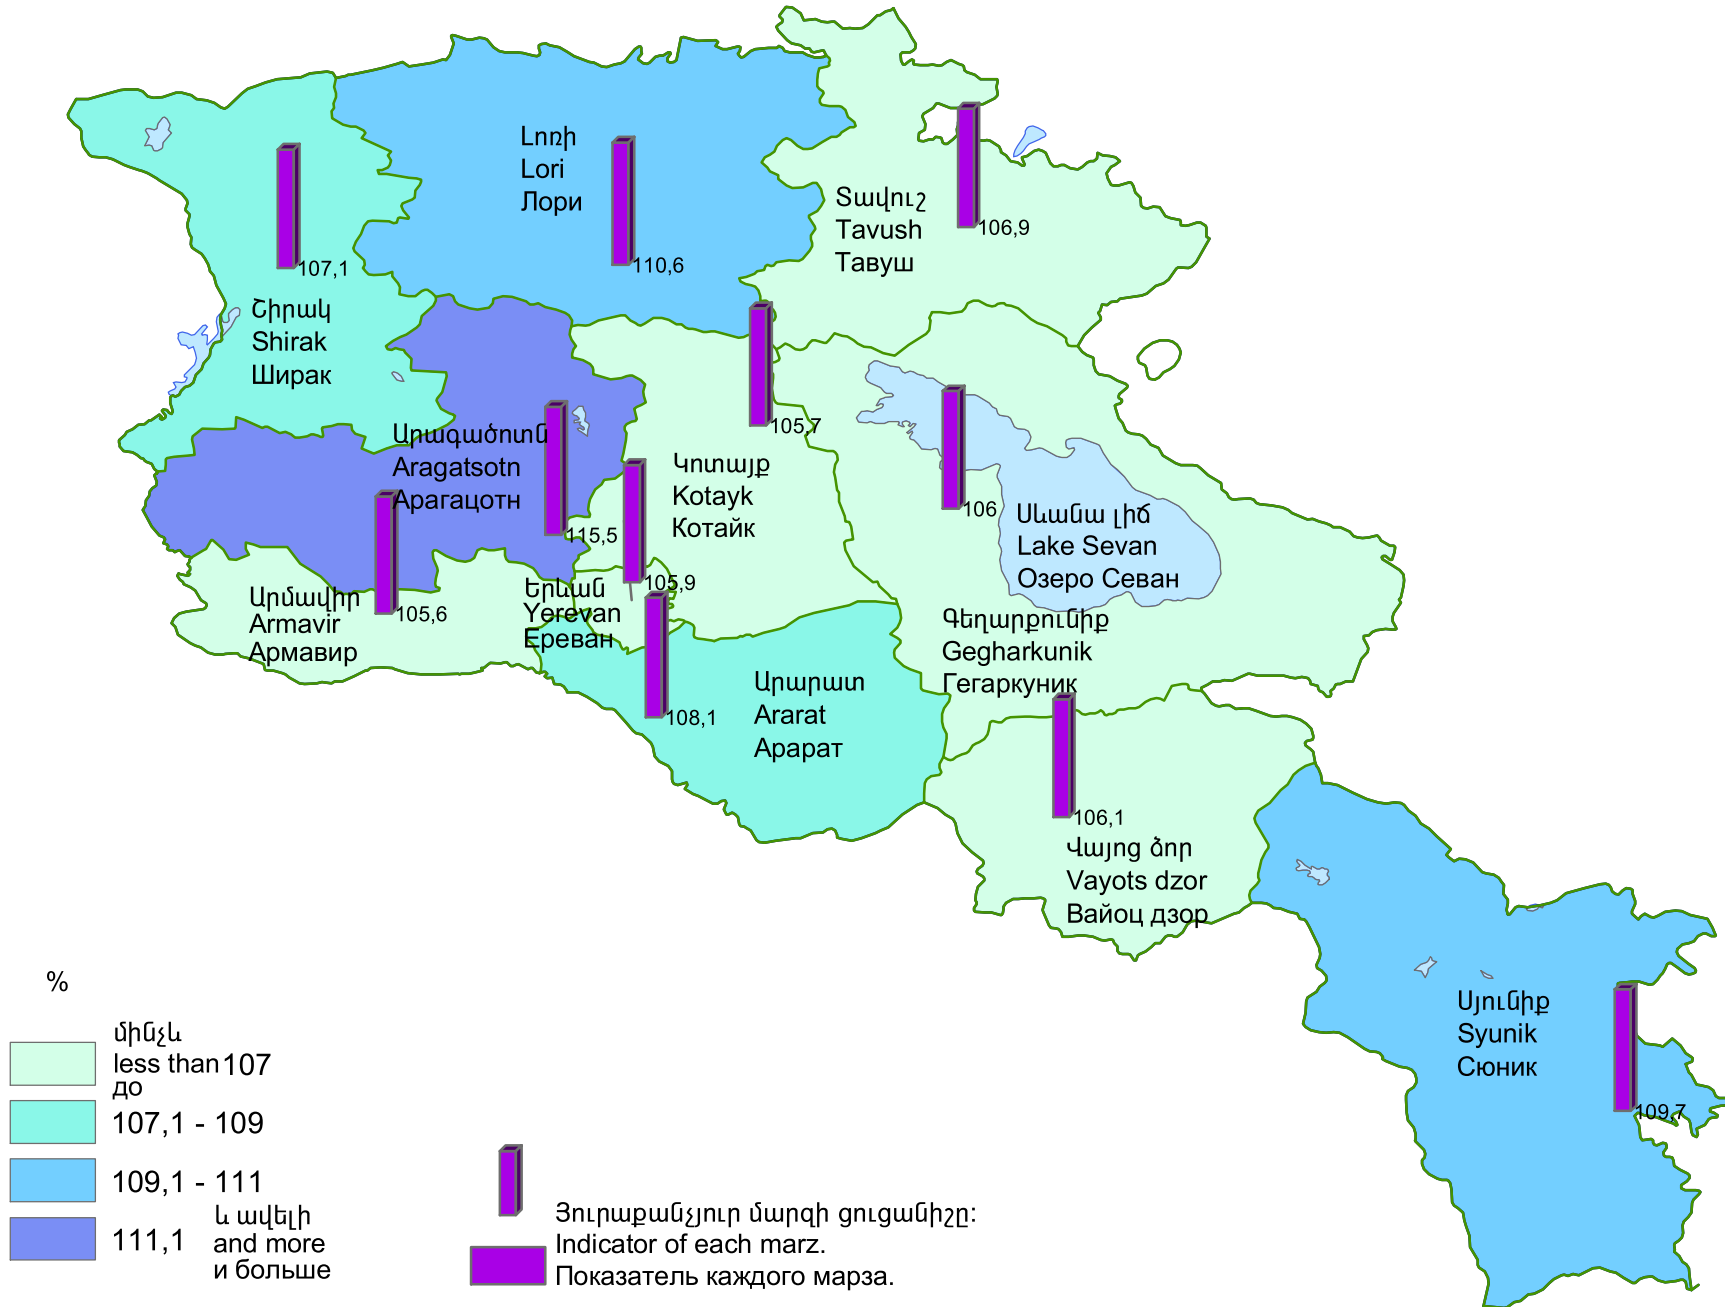 Լոռի
Lori
Лори
110,6
Տավուշ
Tavush
Тавуш
106,9
107,1
Շիրակ
Shirak
Ширак
105,7
Արագածոտն
Aragatsotn
Арагацотн
115,5
Կոտայք
Kotayk
Котайк
106
Սևանա լիճ
Lake Sevan
Озеро Севан
Արմավիր
Armavir
Армавир
105,6
Երևան
Yerevan
Ереван
105,9
Գեղարքունիք
Gegharkunik
Гегаркуник
Արարատ
Ararat
Арарат
108,1
106,1
Վայոց ձոր
Vayots dzor
Вайоц дзор
Սյունիք
Syunik
Сюник
109,7
%
մինչև
less than 107
до
107,1 - 109
109,1 - 111
և ավելի
111,1 and more
и больше
Յուրաքանչյուր մարզի ցուցանիշը:
Indicator of each marz.
Показатель каждого марза.